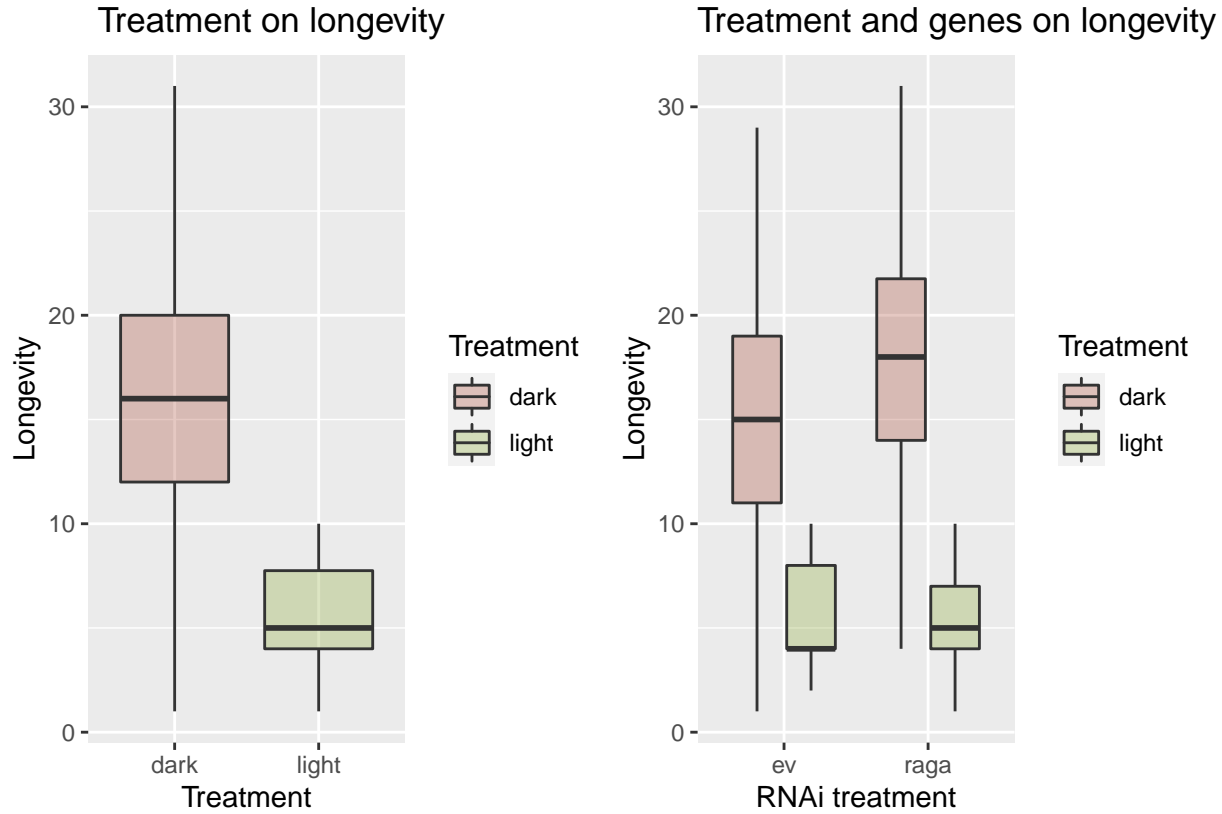 Treatment on longevity
30
20
10
0
Longevity
dark
light
Treatment
Treatment
dark
light
Treatment and genes on longevity
30
20
10
0
Longevity
ev
raga
RNAi treatment
Treatment
dark
light